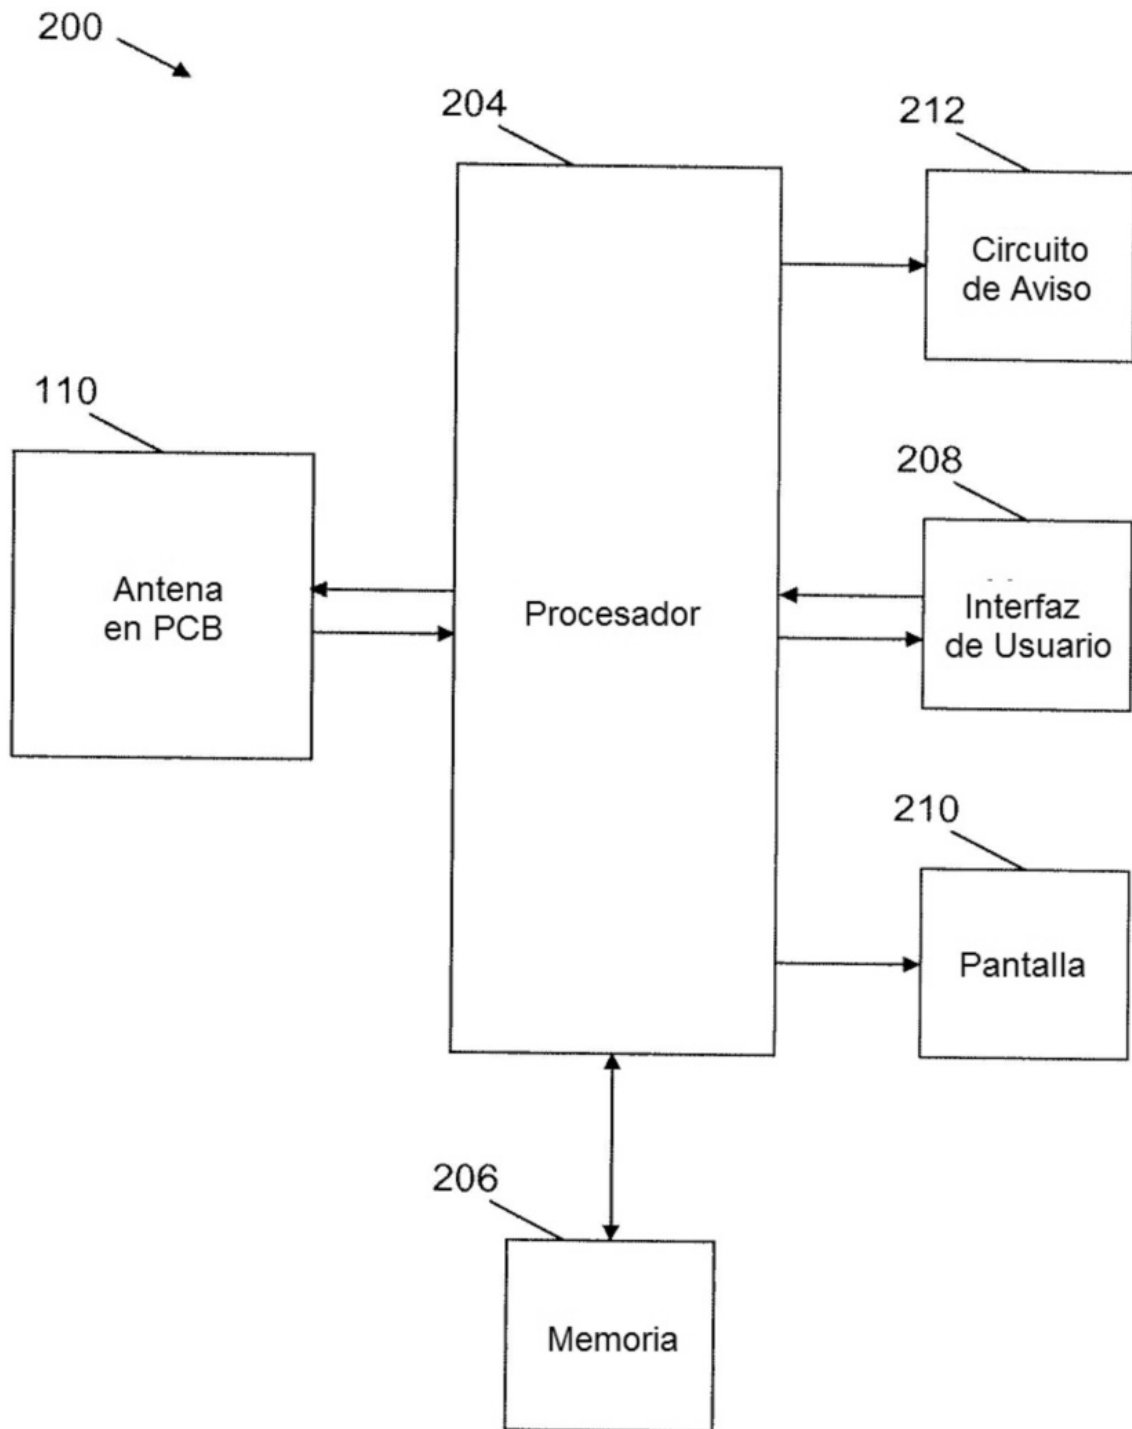 200
204
212
Circuito
de Aviso
110
Antena
en PCB
Procesador
208
Interfaz
de Usuario
210
Pantalla
206
Memoria